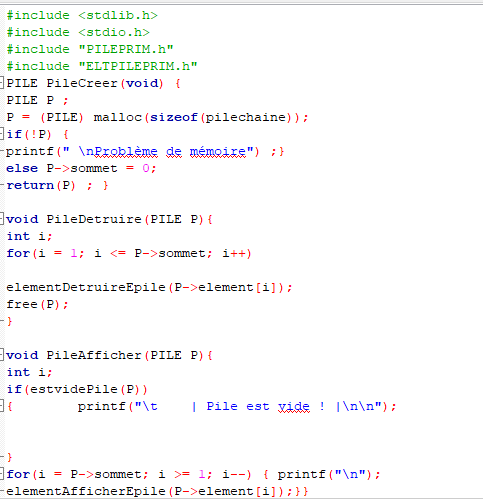 #include <stdlib.h>
#include <stdio.h>
#include "PILEPRIM.h"
#include "ELTPILEPRIM.h"
PILE PileCreer(void) {
PILE P ;
P = (PILE) malloc(sizeof(pilechaine));
if(!P) {
printf(" \nProblème de mémoire") ;}
else P->sommet = 0;
return(P) ; }
void PileDetruire(PILE P){
int i;
for(i = 1; i <= P->sommet; i++)
elementDetruireEpile(P->element[i]);
free(P);
}
void PileAfficher(PILE P){
int i;
if(estvidePile(P))
{        printf("\t    | Pile est vide ! |\n\n");
}
for(i = P->sommet; i >= 1; i--) { printf("\n");
elementAfficherEpile(P->element[i]);}}